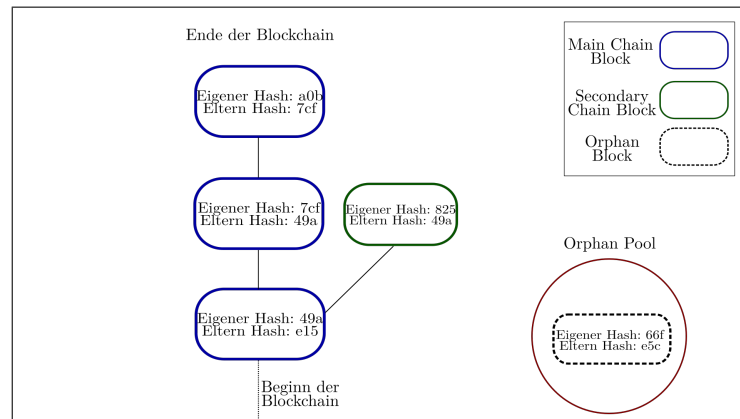 Ende der Blockchain
Eigener Hash: a0b
Eltern Hash: 7cf
Eigener Hash: 7cf
Eltern Hash: 49a
Eigener Hash: 825
Eltern Hash: 49a
Eigener Hash: 49a
Eltern Hash: e15
Beginn der
Blockchain
Main Chain
Block
Secondary
Chain Block
Orphan
Block
Orphan Pool
Eigener Hash: 66f
Eltern Hash: e5c